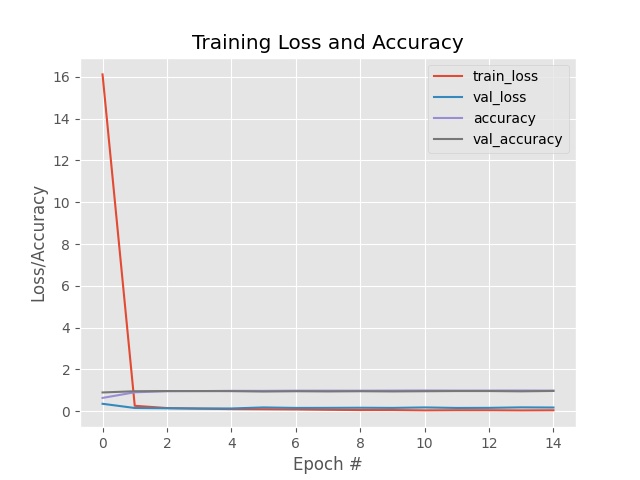 Training Loss and Accuracy
train_loss
val_loss
accuracy
val_accuracy
Loss/Accuracy
16
14
12
10
8
6
4
2
0
0 2 4 6 8 10 12 14
Epoch #